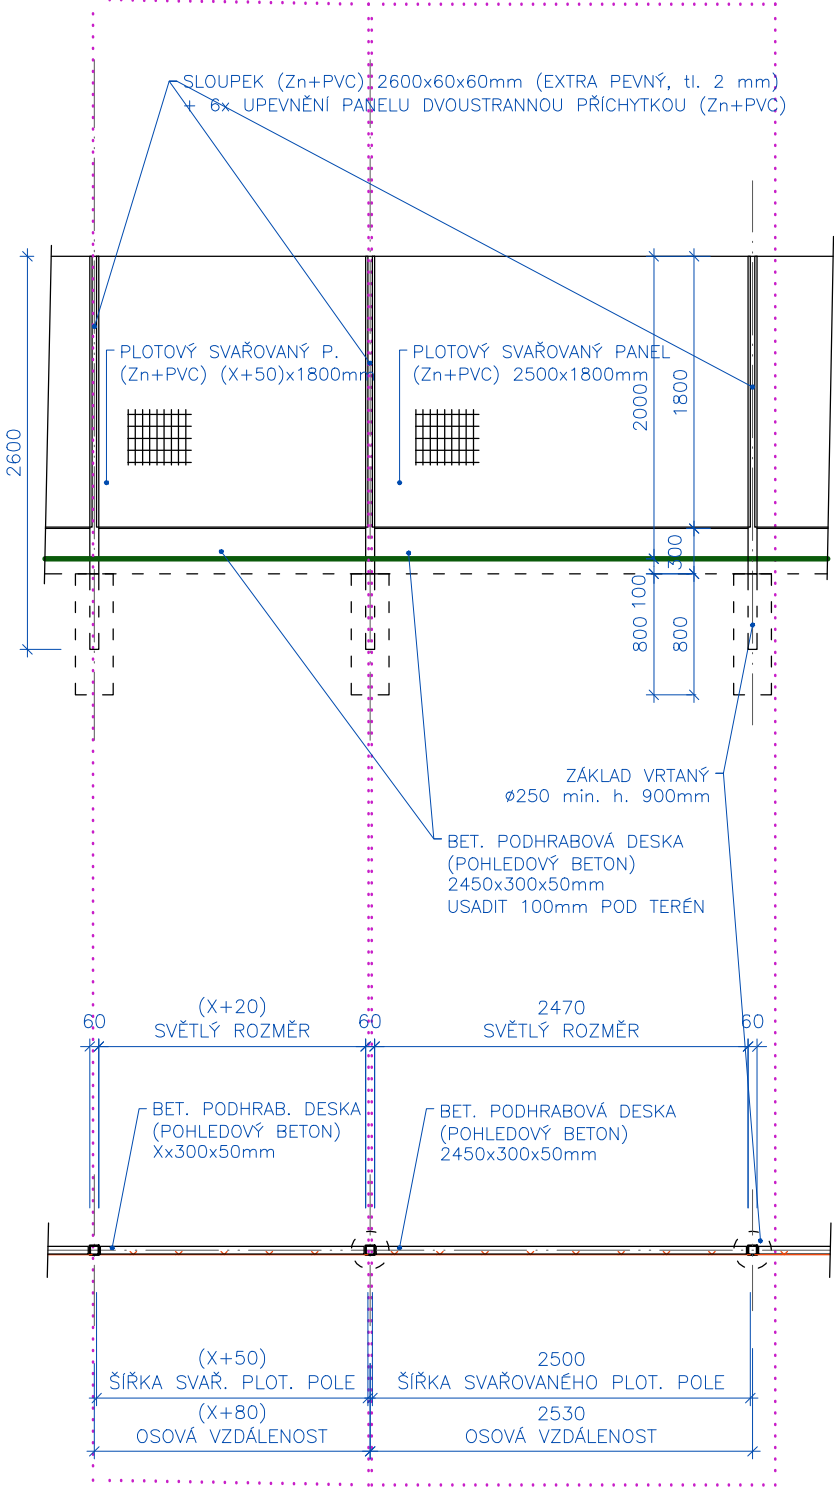 SLOUPEK (Zn+PVC) 2600x60x60mm (EXTRA PEVNÝ, tl. 2 mm)
+ 6x UPEVNĚNÍ PANELU DVOUSTRANNOU PŘÍCHYTKOU (Zn+PVC)
PLOTOVÝ SVAŘOVANÝ P.
(Zn+PVC) (X+50)x1800mm
PLOTOVÝ SVAŘOVANÝ PANEL
(Zn+PVC) 2500x1800mm
2600
2000
1800
300
100
800
800
ZÁKLAD VRTANÝ
ø250 min. h. 900mm
BET. PODHRABOVÁ DESKA
(POHLEDOVÝ BETON)
2450x300x50mm
USADIT 100mm POD TERÉN
60
(X+20)
SVĚTLÝ ROZMĚR
60
2470
SVĚTLÝ ROZMĚR
60
BET. PODHRAB. DESKA
(POHLEDOVÝ BETON)
Xx300x50mm
BET. PODHRABOVÁ DESKA
(POHLEDOVÝ BETON)
2450x300x50mm
(X+50)
ŠÍŘKA SVAŘ. PLOT. POLE
2500
ŠÍŘKA SVAŘOVANÉHO PLOT. POLE
(X+80)
OSOVÁ VZDÁLENOST
2530
OSOVÁ VZDÁLENOST